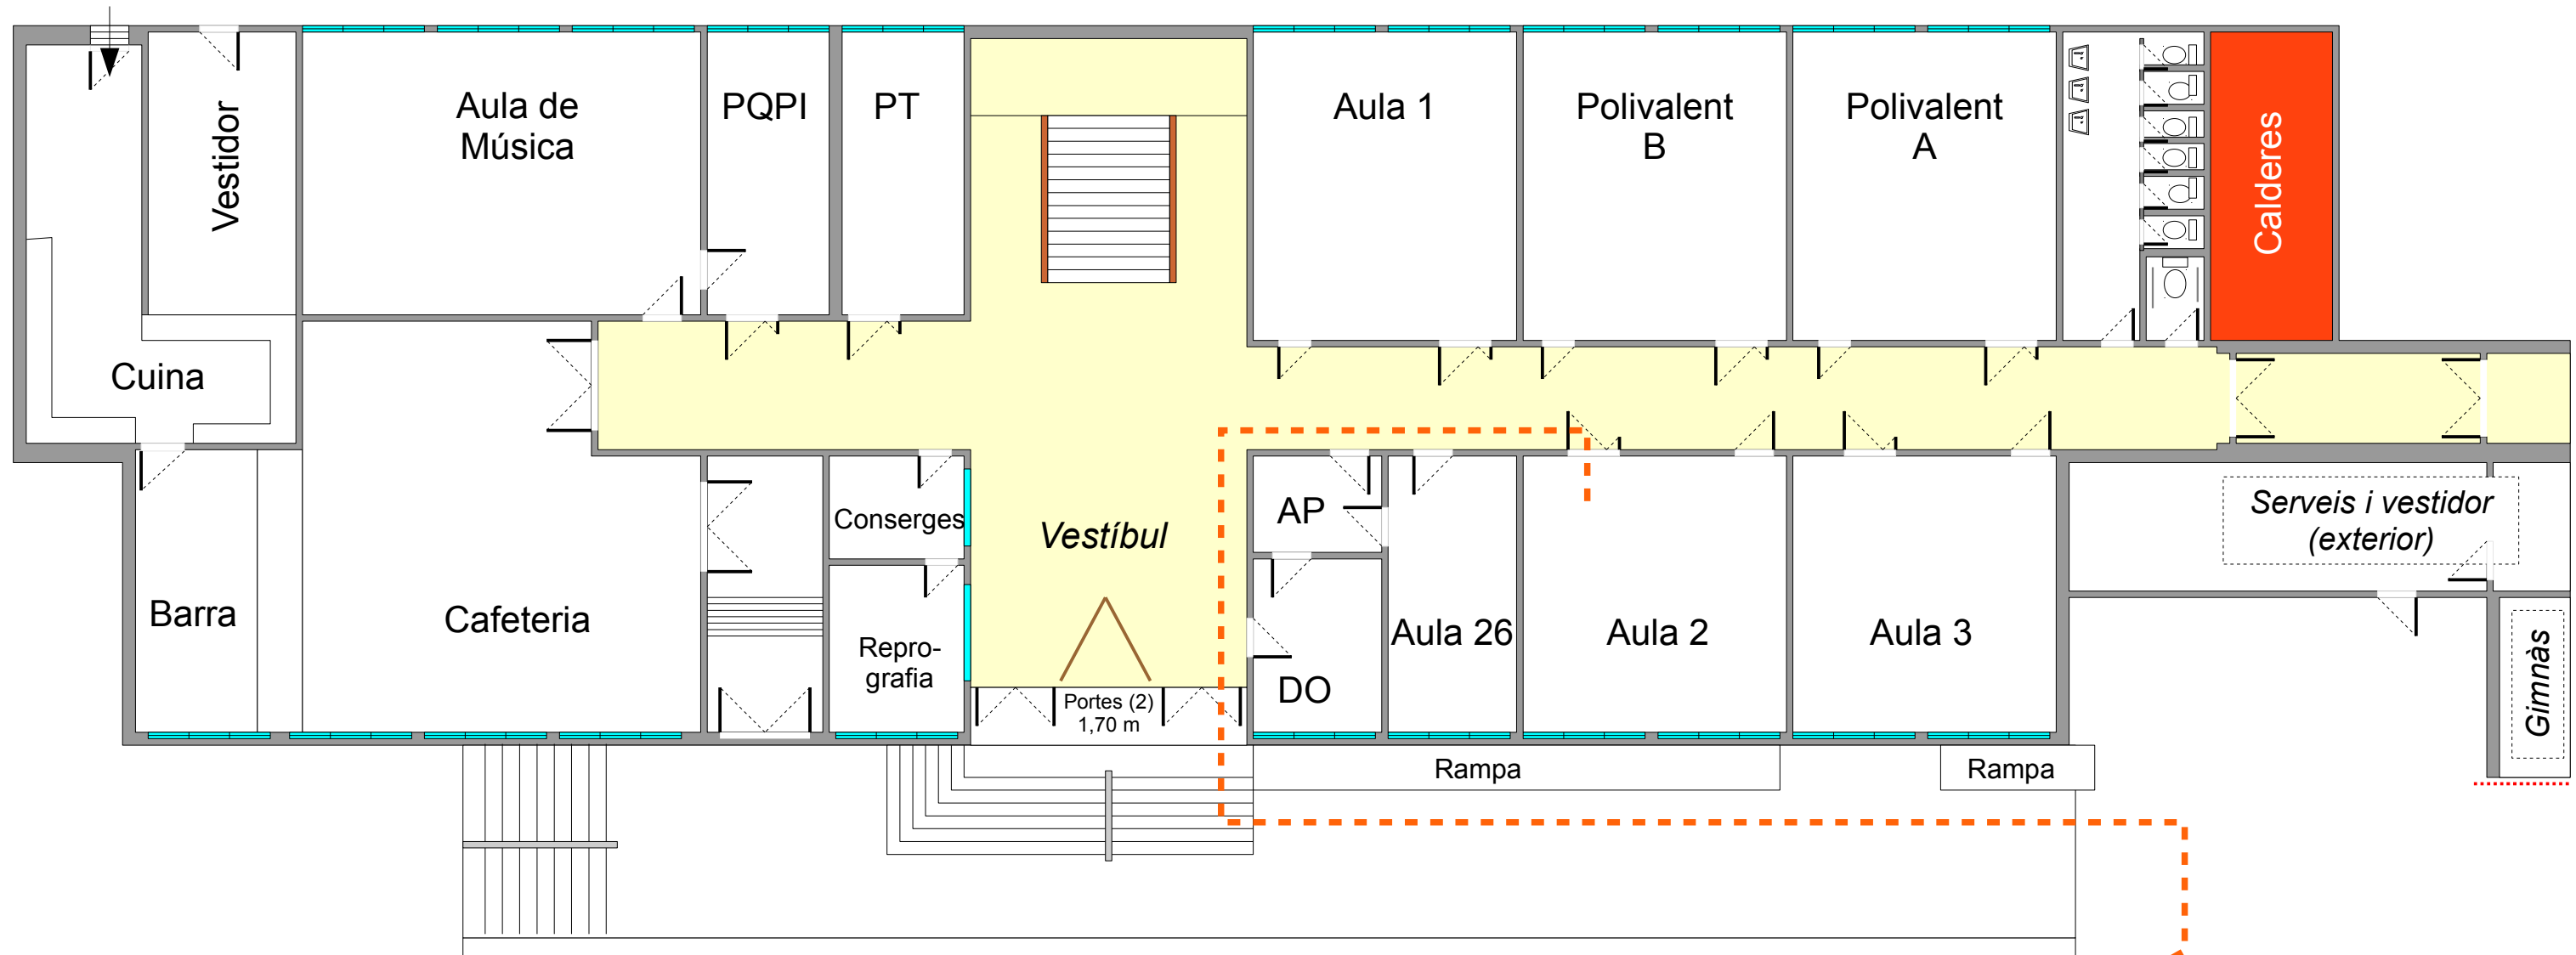 Vestidor
Aula de
Música
PQPI
PT
Aula 1
Polivalent
B
Polivalent
A
Calderes
Cuina
Barra
Cafeteria
Conserges
Repro-
grafia
Vestíbul
Portes (2)
1,70 m
AP
DO
Aula 26
Aula 2
Aula 3
Serveis i vestidor
(exterior)
Gimnàs
Rampa
Rampa